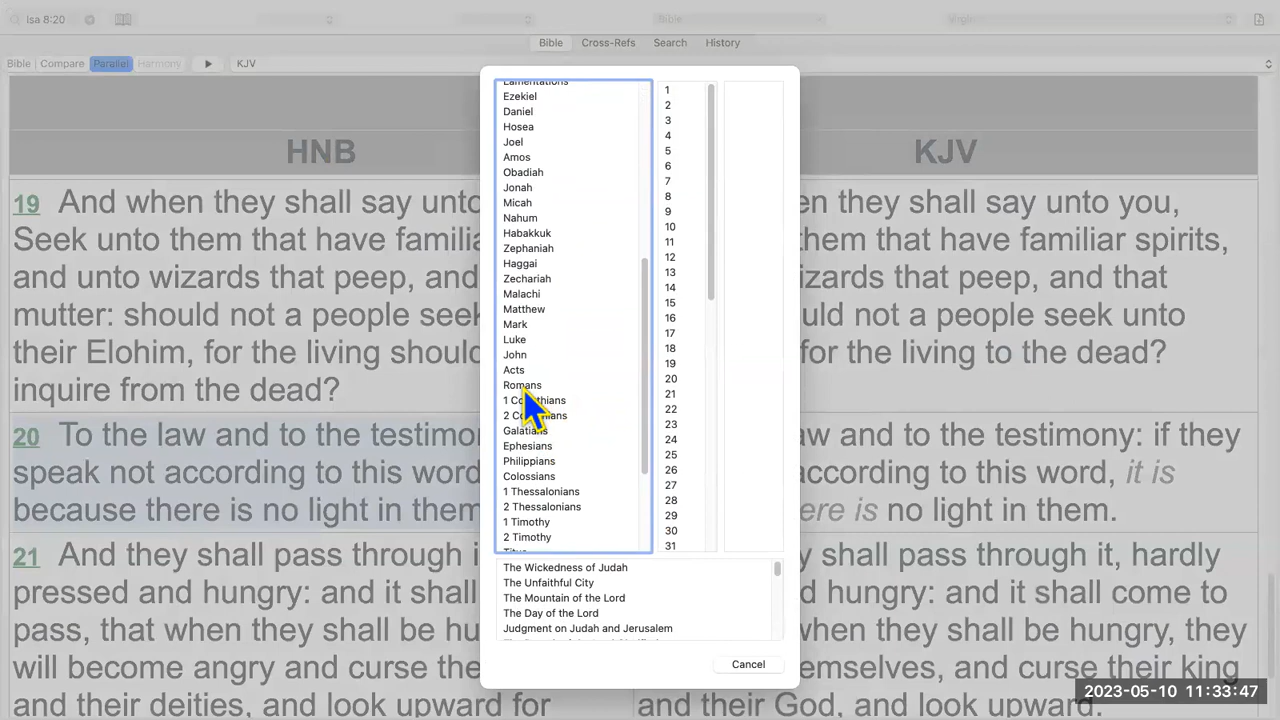 Isa 8:20
Bible
Single
Bible Cross-Refs Search History
Bible Compare Parallel Harmony KJV
HNB
19 And when they shall say unto
Seek unto them that have familia
and unto wizards that peep, and
mutter: should not a people seek
their Elohim, for the living should
inquire from the dead?
20 To the law and to the testimon
speak not according to this word
because there is no light in them
21 And they shall pass through i
pressed and hungry: and it shall
pass, that when they shall be hu
will become angry and curse the
and their deities, and look upward for
Lamentations
Ezekiel
Daniel
Hosea
Joel
Amos
Obadiah
Jonah
Micah
Nahum
Habakkuk
Zephaniah
Haggai
Zechariah
Malachi
Matthew
Mark
Luke
John
Acts
Romans
1 Corinthians
2 Corinthians
Galatians
Ephesians
Philippians
Colossians
1 Thessalonians
2 Thessalonians
1 Timothy
2 Timothy
Titus
1
2
3
4
5
6
7
8
9
10
11
12
13
14
15
16
17
18
19
20
21
22
23
24
25
26
27
28
29
30
31
The Wickedness of Judah
The Unfaithful City
The Mountain of the Lord
The Day of the Lord
Judgment on Judah and Jerusalem
Cancel
KJV
en they shall say unto you,
them that have familiar spirits,
izards that peep, and that
uld not a people seek unto
for the living to the dead?
aw and to the testimony: if they
according to this word, it is
ere is no light in them.
y shall pass through it, hardly
d hungry: and it shall come to
when they shall be hungry, they
emselves, and curse their king
and their God, and look upward.
2023-05-10 11:33:47